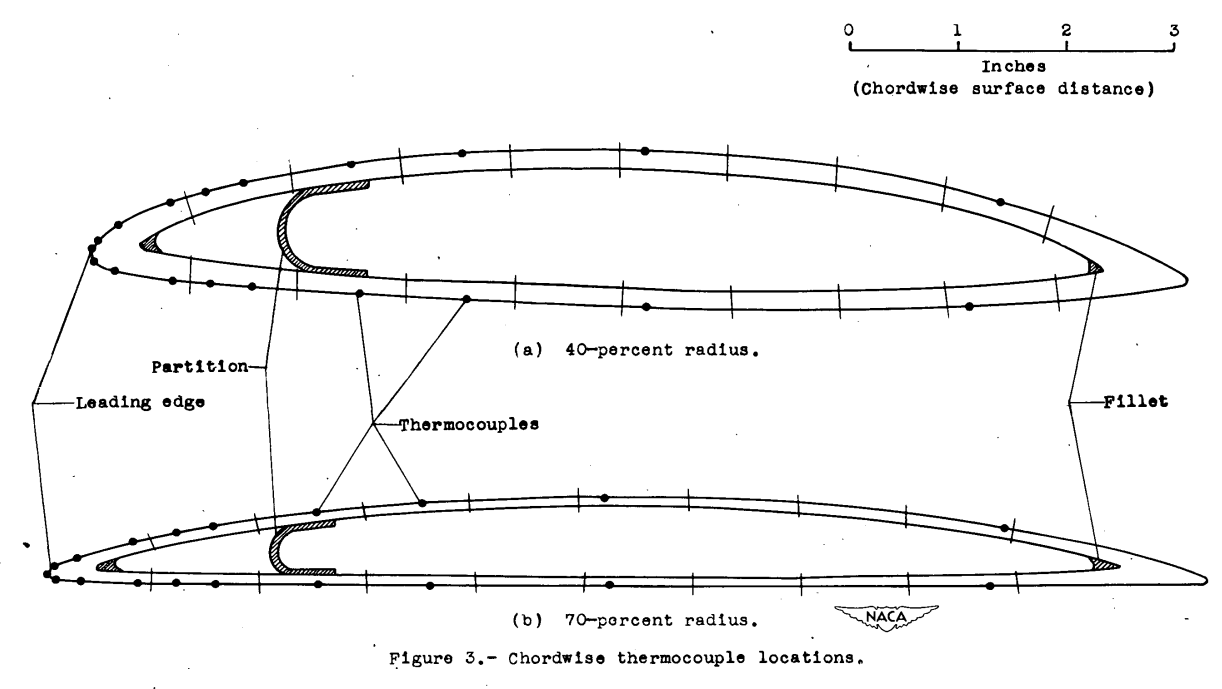 0 1 2 3
Inches
(Chordwise surface distance)
(a) 40-percent radius.
Partition
Leading edge
Fillet
Thermocouples
(b) 70-percent radius.
NACA
Figure 3.- Chordwise thermocouple locations.